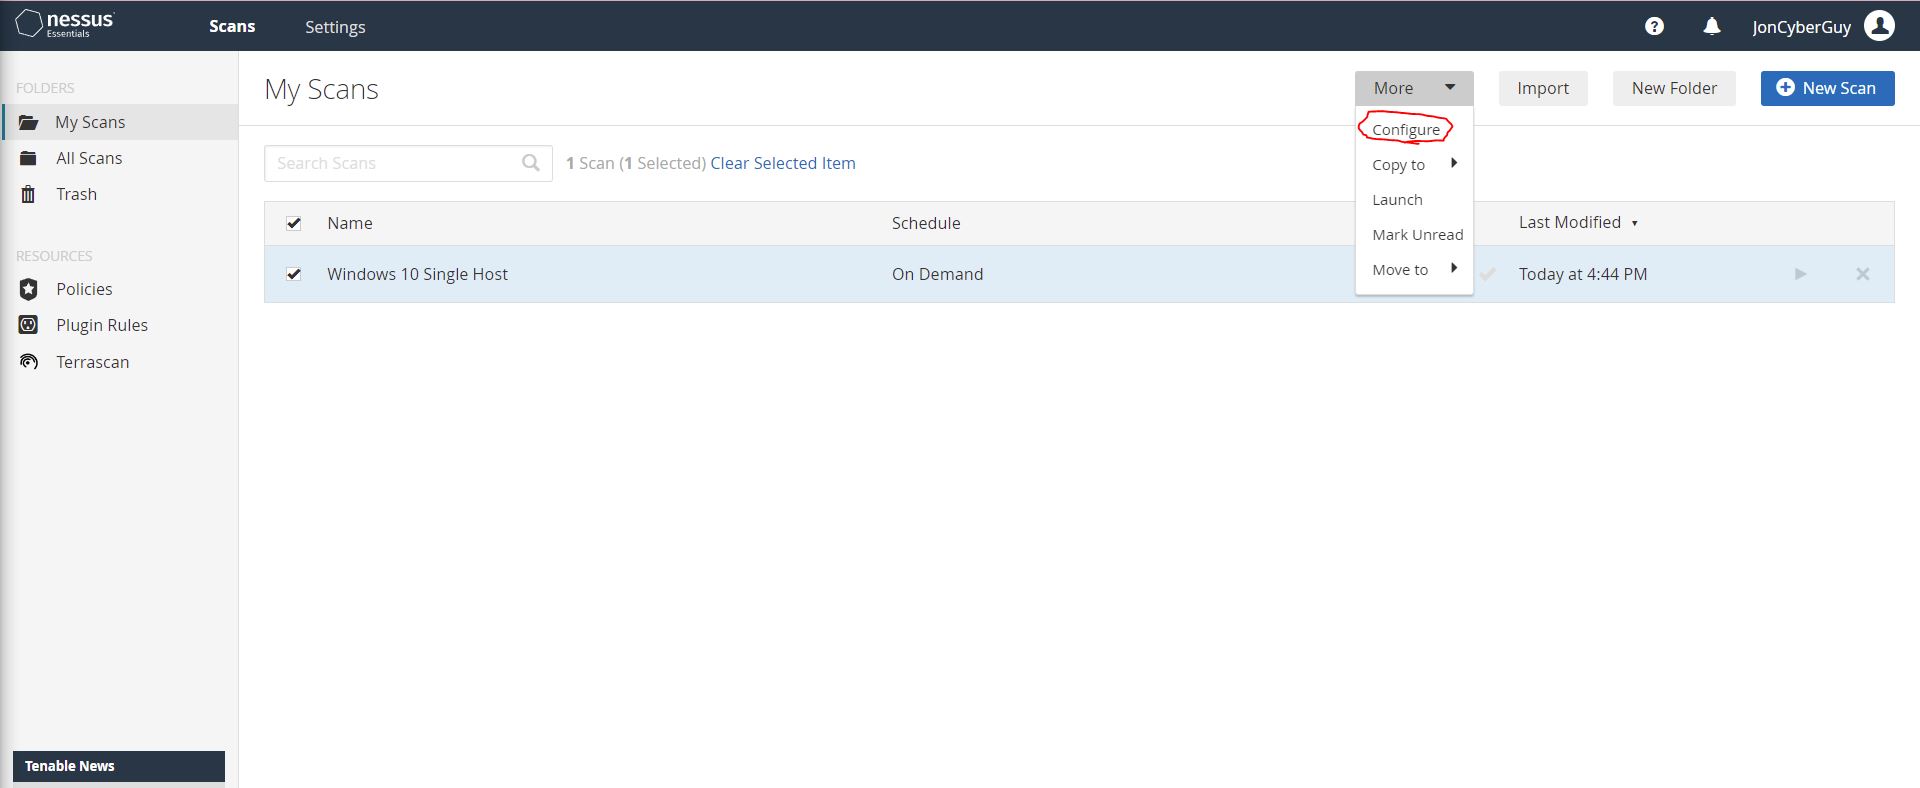 nessus
Essentials
Scans
Settings
JonCyberGuy
FOLDERS
My Scans
All Scans
Trash
RESOURCES
Policies
Plugin Rules
Terrascan
Tenable News
My Scans
More
Import
New Folder
New Scan
Configure
Copy to
Launch
Mark Unread
Move to
Search Scans
1 Scan (1 Selected) Clear Selected Item
Name Schedule Last Modified
Windows 10 Single Host On Demand Today at 4:44 PM